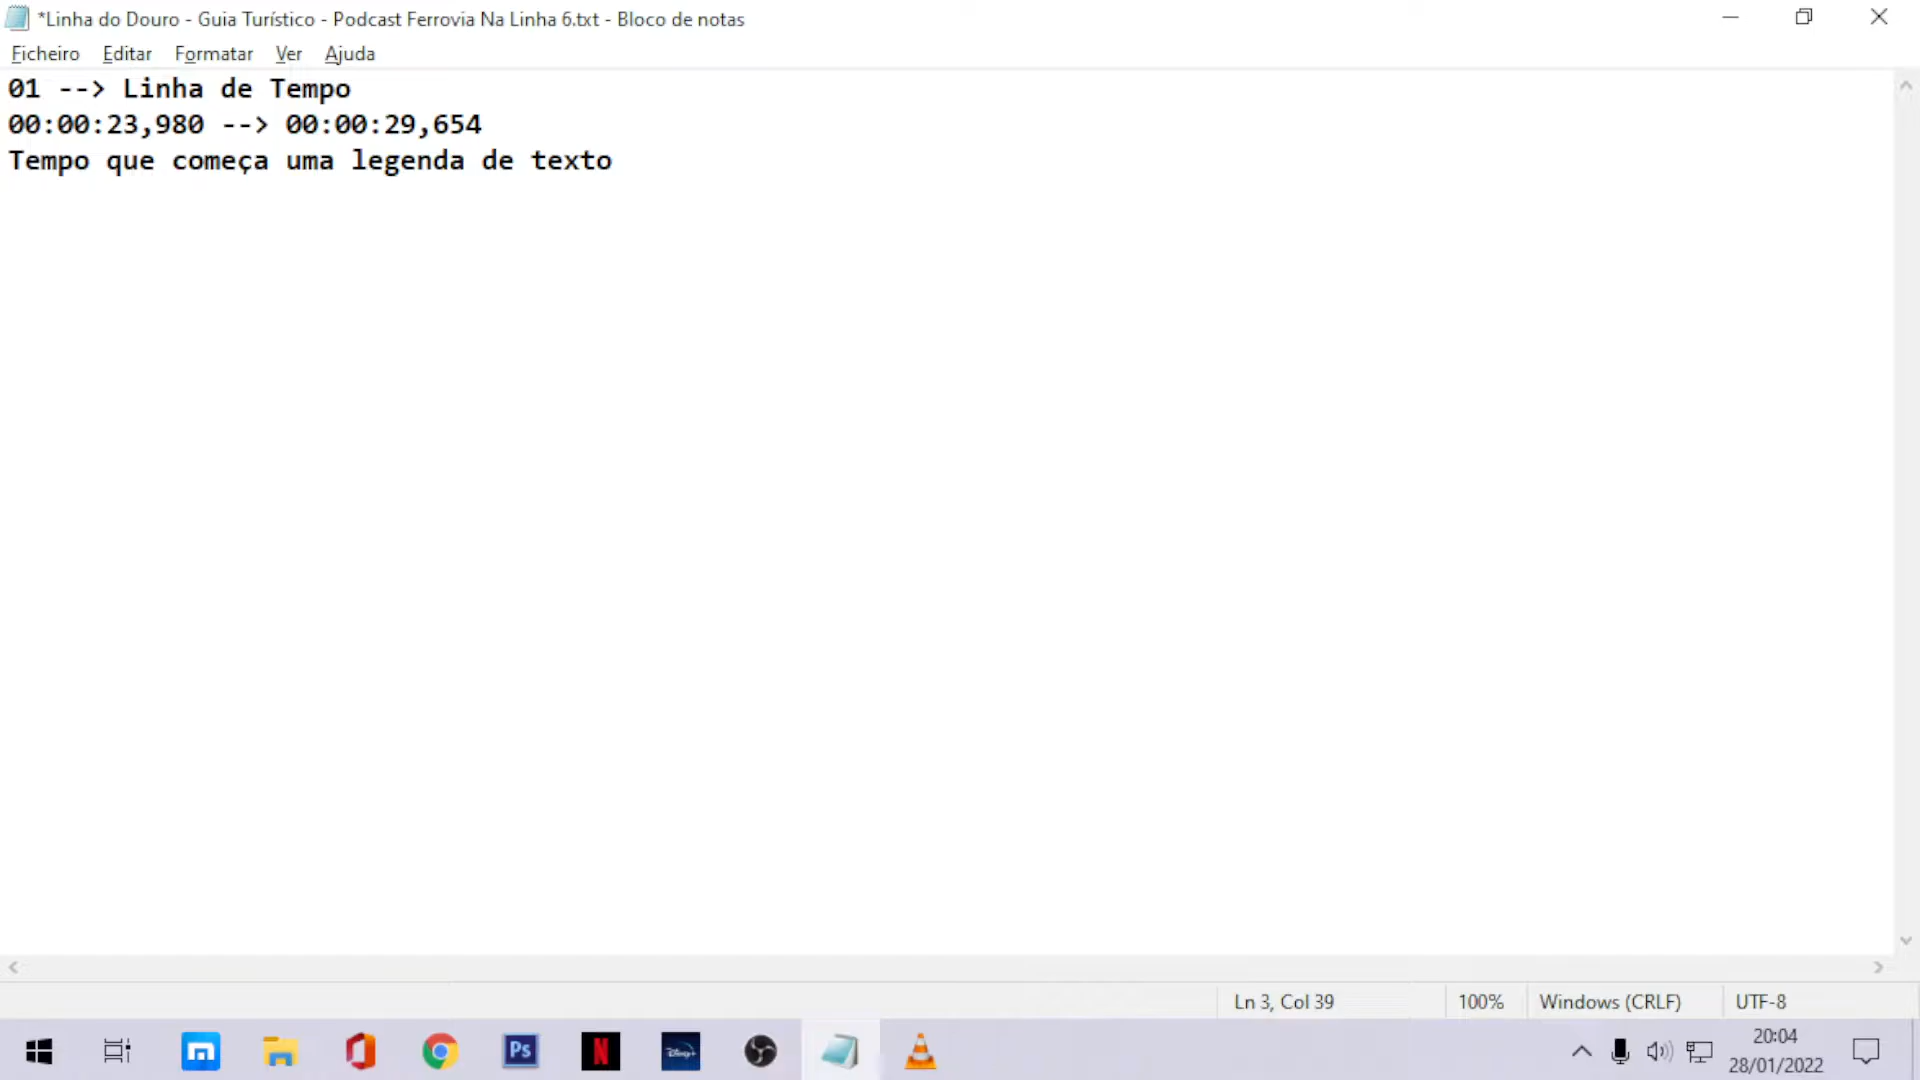 *Linha do Douro - Guia Turístico - Podcast Ferrovia Na Linha 6.txt - Bloco de notas
Ficheiro Editar Formatar Ver Ajuda
01 --> Linha de Tempo
00:00:23,980 --> 00:00:29,654
Tempo que começa uma legenda de texto
Ln 3, Col 39 100% Windows (CRLF) UTF-8
Ps N Disney+
20:04
28/01/2022